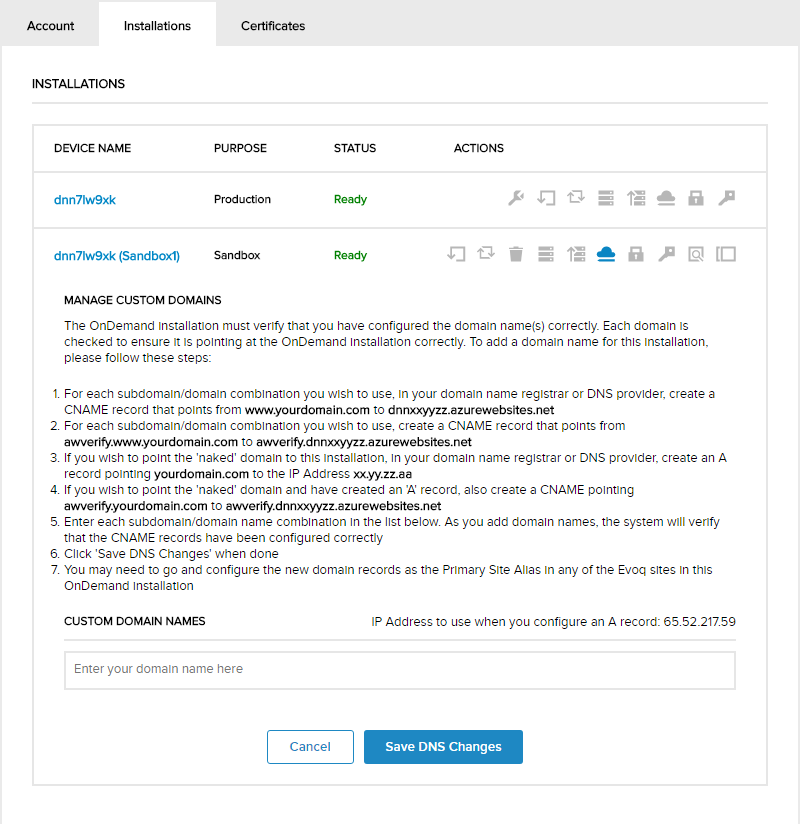 Account Installations Certificates
INSTALLATIONS
DEVICE NAME PURPOSE STATUS ACTIONS
dnn7lw9xk Production Ready
dnn7lw9xk (Sandbox1) Sandbox Ready
MANAGE CUSTOM DOMAINS
The OnDemand installation must verify that you have configured the domain name(s) correctly. Each domain is
checked to ensure it is pointing at the OnDemand installation correctly. To add a domain name for this installation,
please follow these steps:
1. For each subdomain/domain combination you wish to use, in your domain name registrar or DNS provider, create a
CNAME record that points from www.yourdomain.com to dnnxxyyzz.azurewebsites.net
2. For each subdomain/domain combination you wish to use, create a CNAME record that points from
awverify.www.yourdomain.com to awverify.dnnxxyyzz.azurewebsites.net
3. If you wish to point the 'naked' domain to this installation, in your domain name registrar or DNS provider, create an A
record pointing yourdomain.com to the IP Address xx.yy.zz.aa
4. If you wish to point the 'naked' domain and have created an 'A' record, also create a CNAME pointing
awverify.yourdomain.com to awverify.dnnxxyyzz.azurewebsites.net
5. Enter each subdomain/domain name combination in the list below. As you add domain names, the system will verify
that the CNAME records have been configured correctly
6. Click 'Save DNS Changes' when done
7. You may need to go and configure the new domain records as the Primary Site Alias in any of the Evoq sites in this
OnDemand installation
CUSTOM DOMAIN NAMES IP Address to use when you configure an A record: 65.52.217.59
Enter your domain name here
Cancel Save DNS Changes